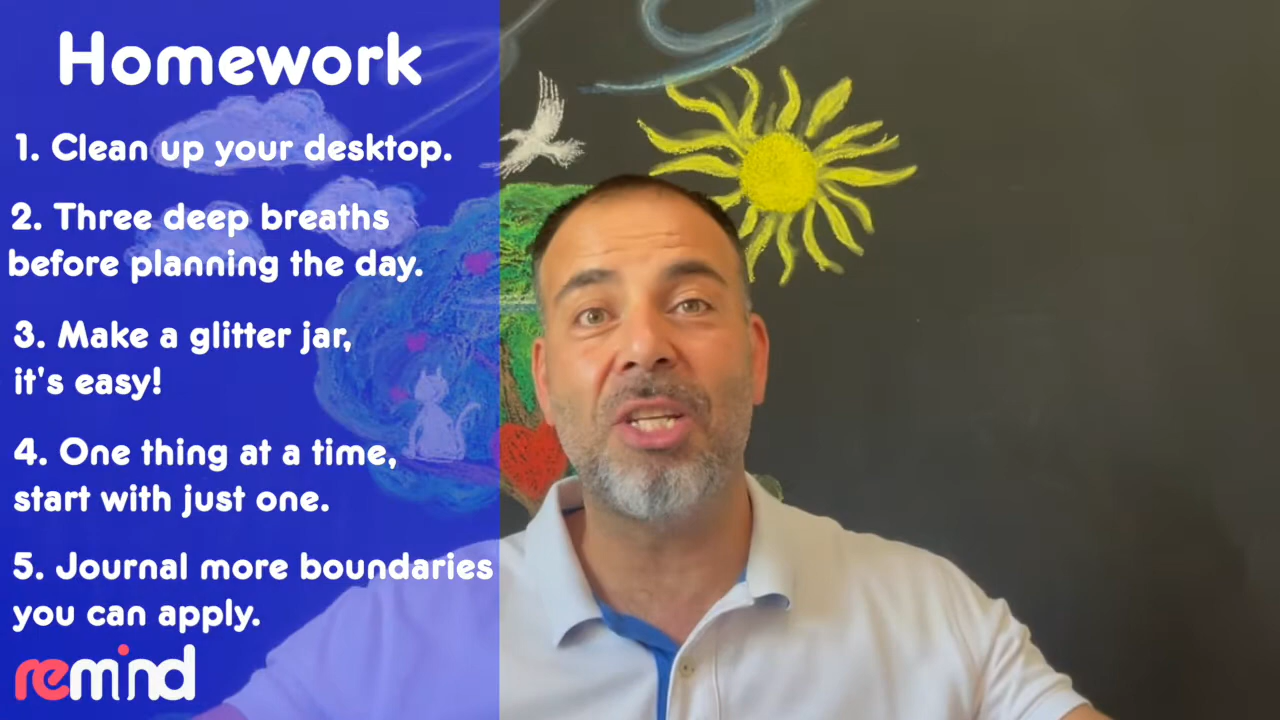 Homework
1. Clean up your desktop.
2. Three deep breaths
before planning the day.
3. Make a glitter jar,
it's easy!
4. One thing at a time,
start with just one.
5. Journal more boundaries
you can apply.
remind